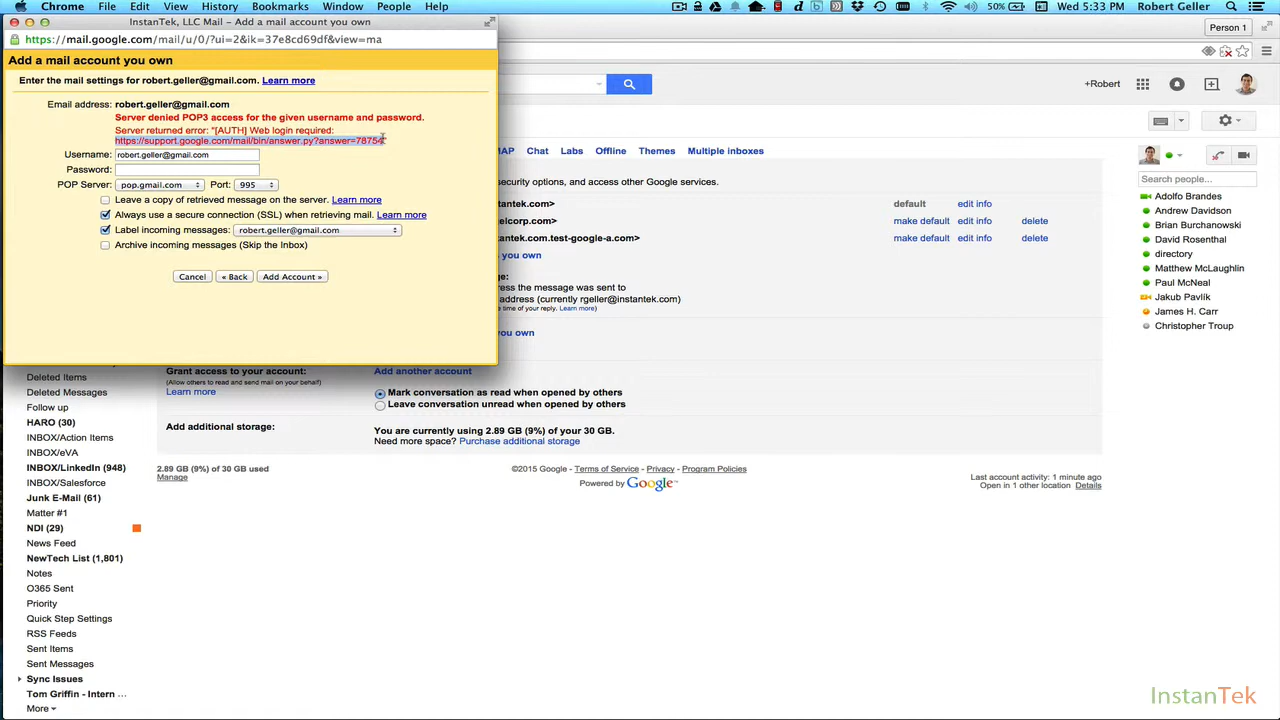 Chrome File Edit View History Bookmarks Window People Help 50% Wed 5:33 PM Robert Geller
InstanTek, LLC Mail – Add a mail account you own
Person 1
https://mail.google.com/mail/u/0/?ui=2&ik=37e8cd69df&view=ma
Add a mail account you own
Enter the mail settings for robert.geller@gmail.com. Learn more
Email address: robert.geller@gmail.com
Server denied POP3 access for the given username and password.
Server returned error: "[AUTH] Web login required:
https://support.google.com/mail/bin/answer.py?answer=78754
Username: robert.geller@gmail.com
Password:
POP Server: pop.gmail.com Port: 995
Leave a copy of retrieved message on the server. Learn more
Always use a secure connection (SSL) when retrieving mail. Learn more
Label incoming messages: robert.geller@gmail.com
Archive incoming messages (Skip the Inbox)
Cancel « Back Add Account »
+Robert
Chat Labs Offline Themes Multiple inboxes
security options, and access other Google services.
default edit info
elcorp.com> make default edit info delete
ntek.com.test-google-a.com> make default edit info delete
you own
ge:
ress the message was sent to
address (currently rgeller@instantek.com)
time of your reply. Learn more)
you own
Grant access to your account: Add another account
(Allow others to read and send mail on your behalf)
Learn more
Mark conversation as read when opened by others
Leave conversation unread when opened by others
Add additional storage: You are currently using 2.89 GB (9%) of your 30 GB.
Need more space? Purchase additional storage
2.89 GB (9%) of 30 GB used
Manage
©2015 Google - Terms of Service - Privacy - Program Policies
Powered by Google™
Last account activity: 1 minute ago
Open in 1 other location Details
Search people...
Adolfo Brandes
Andrew Davidson
Brian Burchanowski
David Rosenthal
directory
Matthew McLaughlin
Paul McNeal
Jakub Pavlík
James H. Carr
Christopher Troup
Deleted Items
Deleted Messages
Follow up
HARO (30)
INBOX/Action Items
INBOX/eVA
INBOX/LinkedIn (948)
INBOX/Salesforce
Junk E-Mail (61)
Matter #1
NDI (29)
News Feed
NewTech List (1,801)
Notes
O365 Sent
Priority
Quick Step Settings
RSS Feeds
Sent Items
Sent Messages
Sync Issues
Tom Griffin - Intern ...
More
InstanTek